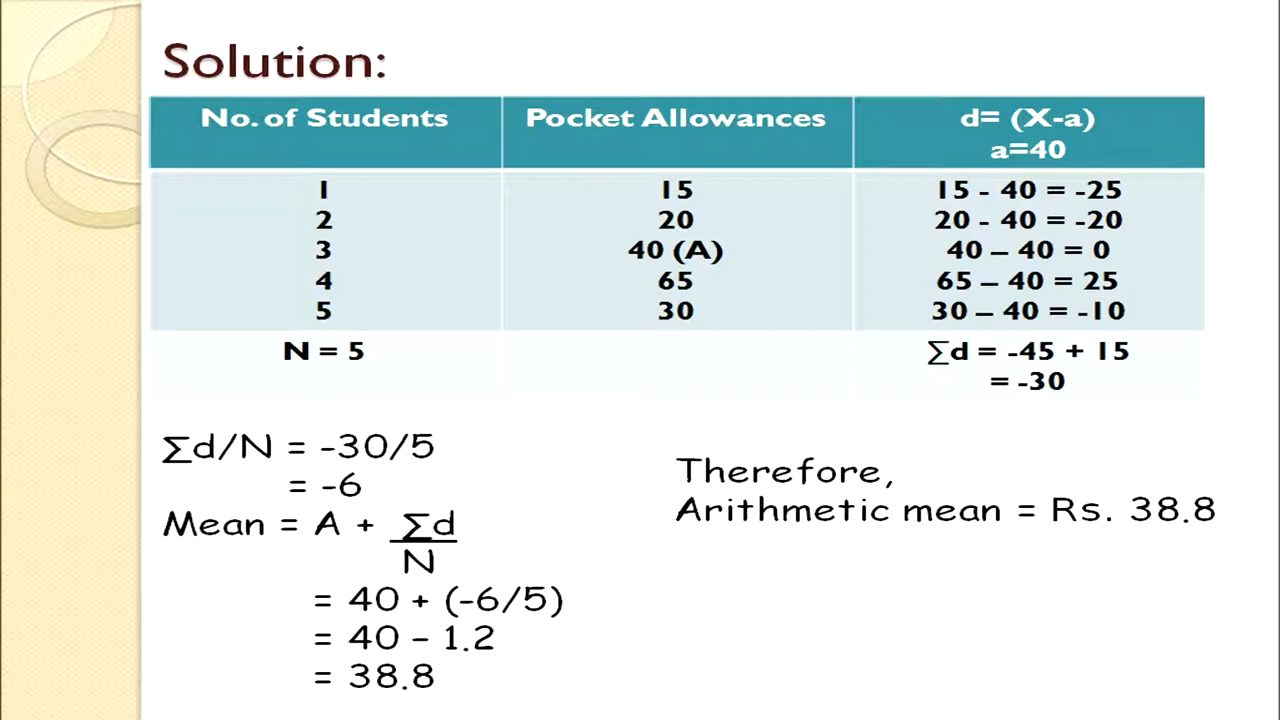 Solution:
No. of Students Pocket Allowances d= (X-a)
a=40
1 15 15 - 40 = -25
2 20 20 - 40 = -20
3 40 (A) 40 – 40 = 0
4 65 65 – 40 = 25
5 30 30 – 40 = -10
N = 5 ∑d = -45 + 15
= -30
∑d/N = -30/5
= -6
Mean = A + ∑d
N
= 40 + (-6/5)
= 40 – 1.2
= 38.8
Therefore,
Arithmetic mean = Rs. 38.8